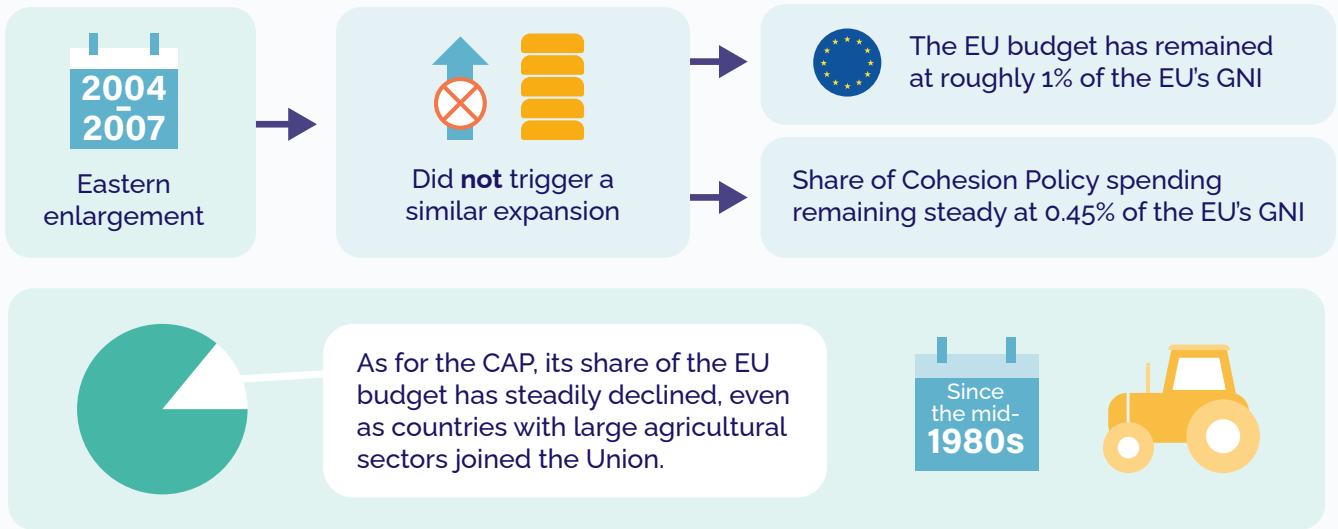 2004
-
2007
Eastern
enlargement
Did not trigger a
similar expansion
The EU budget has remained
at roughly 1% of the EU's GNI
Share of Cohesion Policy spending
remaining steady at 0.45% of the EU's GNI
As for the CAP, its share of the EU
budget has steadily declined, even
as countries with large agricultural
sectors joined the Union.
Since
the mid-
1980s